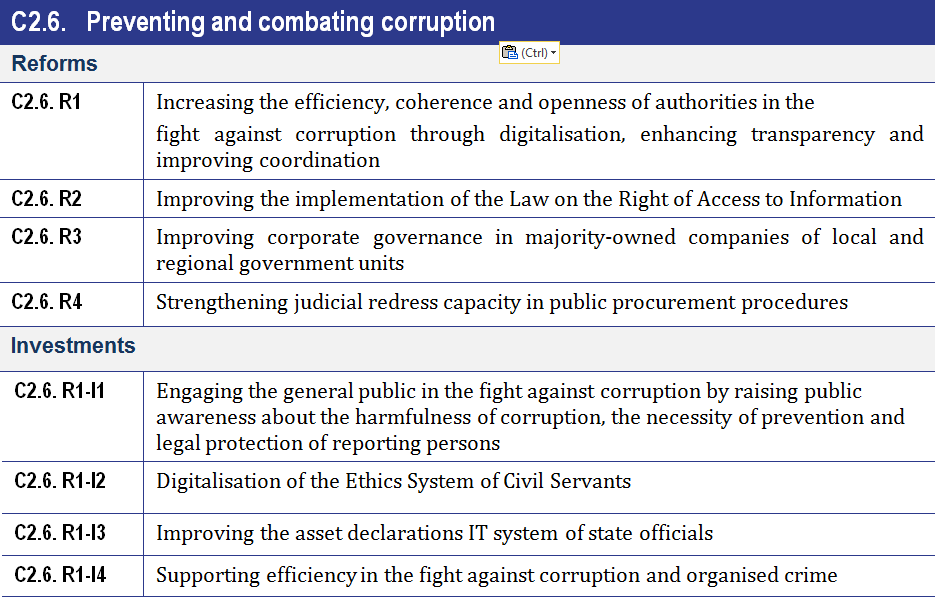 C2.6. Preventing and combating corruption
(Ctrl)
Reforms
C2.6. R1 Increasing the efficiency, coherence and openness of authorities in the
fight against corruption through digitalisation, enhancing transparency and
improving coordination
C2.6. R2 Improving the implementation of the Law on the Right of Access to Information
C2.6. R3 Improving corporate governance in majority-owned companies of local and
regional government units
C2.6. R4 Strengthening judicial redress capacity in public procurement procedures
Investments
C2.6. R1-I1 Engaging the general public in the fight against corruption by raising public
awareness about the harmfulness of corruption, the necessity of prevention and
legal protection of reporting persons
C2.6. R1-I2 Digitalisation of the Ethics System of Civil Servants
C2.6. R1-I3 Improving the asset declarations IT system of state officials
C2.6. R1-I4 Supporting efficiency in the fight against corruption and organised crime